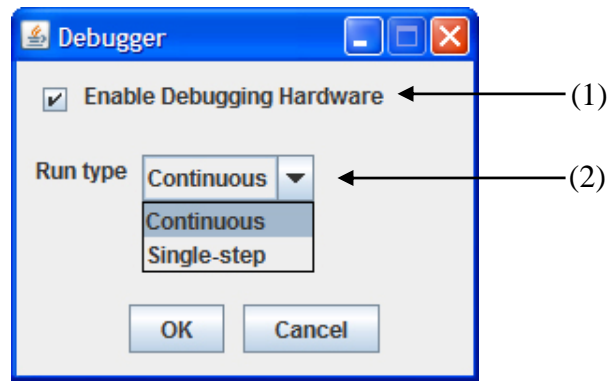 Debugger
Enable Debugging Hardware
(1)
Run type
Continuous
(2)
Continuous
Single-step
OK
Cancel